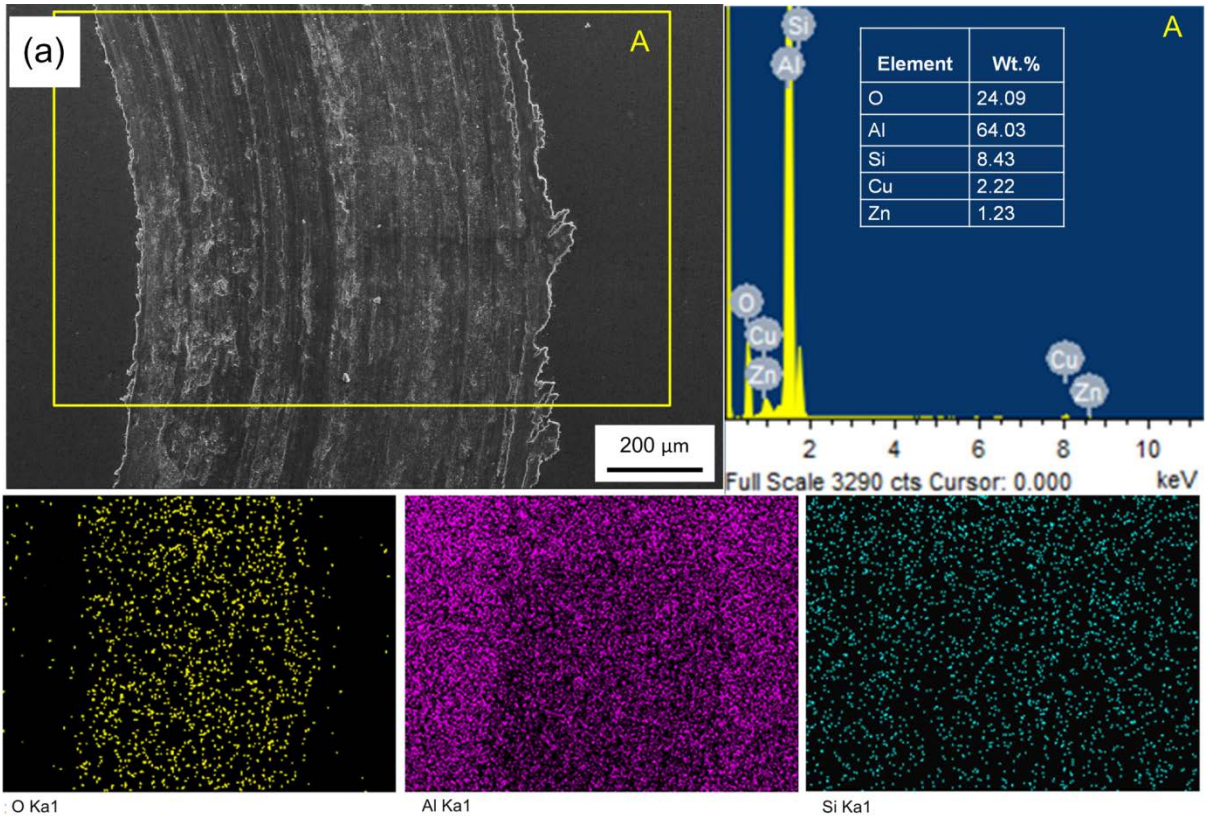 (a)
A
200 µm
A
Si
Al
Element Wt.%
O 24.09
Al 64.03
Si 8.43
Cu 2.22
Zn 1.23
O
Cu
Zn
Cu
Zn
2 4 6 8 10
Full Scale 3290 cts Cursor: 0.000 keV
: O Ka1
Al Ka1
Si Ka1